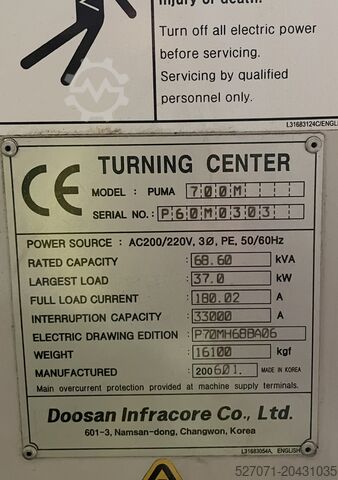 injury or death.
Turn off all electric power
before servicing.
Servicing by qualified
personnel only.
L31683124C/ENGLI
CE TURNING CENTER
MODEL : PUMA 700M
SERIAL NO. : P60M0303
POWER SOURCE : AC200/220V, 3Ø, PE, 50/60Hz
RATED CAPACITY 68.60 kVA
LARGEST LOAD 37.0 kW
FULL LOAD CURRENT 180.02 A
INTERRUPTION CAPACITY 33000 A
ELECTRIC DRAWING EDITION : P70MH68BA06
WEIGHT 16100 kgf
MANUFACTURED 200601. MADE IN KOREA
Main overcurrent protection provided at machine supply terminals.
Doosan Infracore Co., Ltd.
601-3, Namsan-dong, Changwon, Korea
L31683054A, ENGLISH
527071-20431035